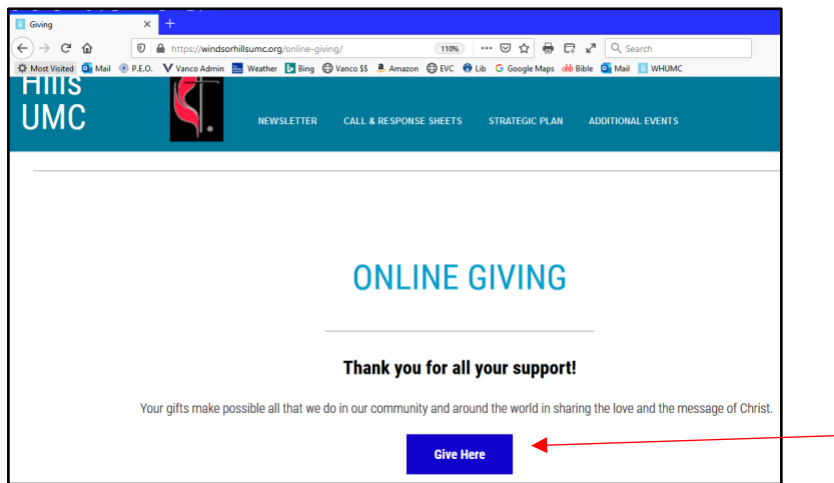 Giving
https://windsorhillsumc.org/online-giving/ 110% Search
Most Visited Mail P.E.O. Vanco Admin Weather Bing Vanco $$ Amazon EVC Lib Google Maps Bible Mail WHUMC
Hills
UMC
NEWSLETTER CALL & RESPONSE SHEETS STRATEGIC PLAN ADDITIONAL EVENTS
ONLINE GIVING
Thank you for all your support!
Your gifts make possible all that we do in our community and around the world in sharing the love and the message of Christ.
Give Here